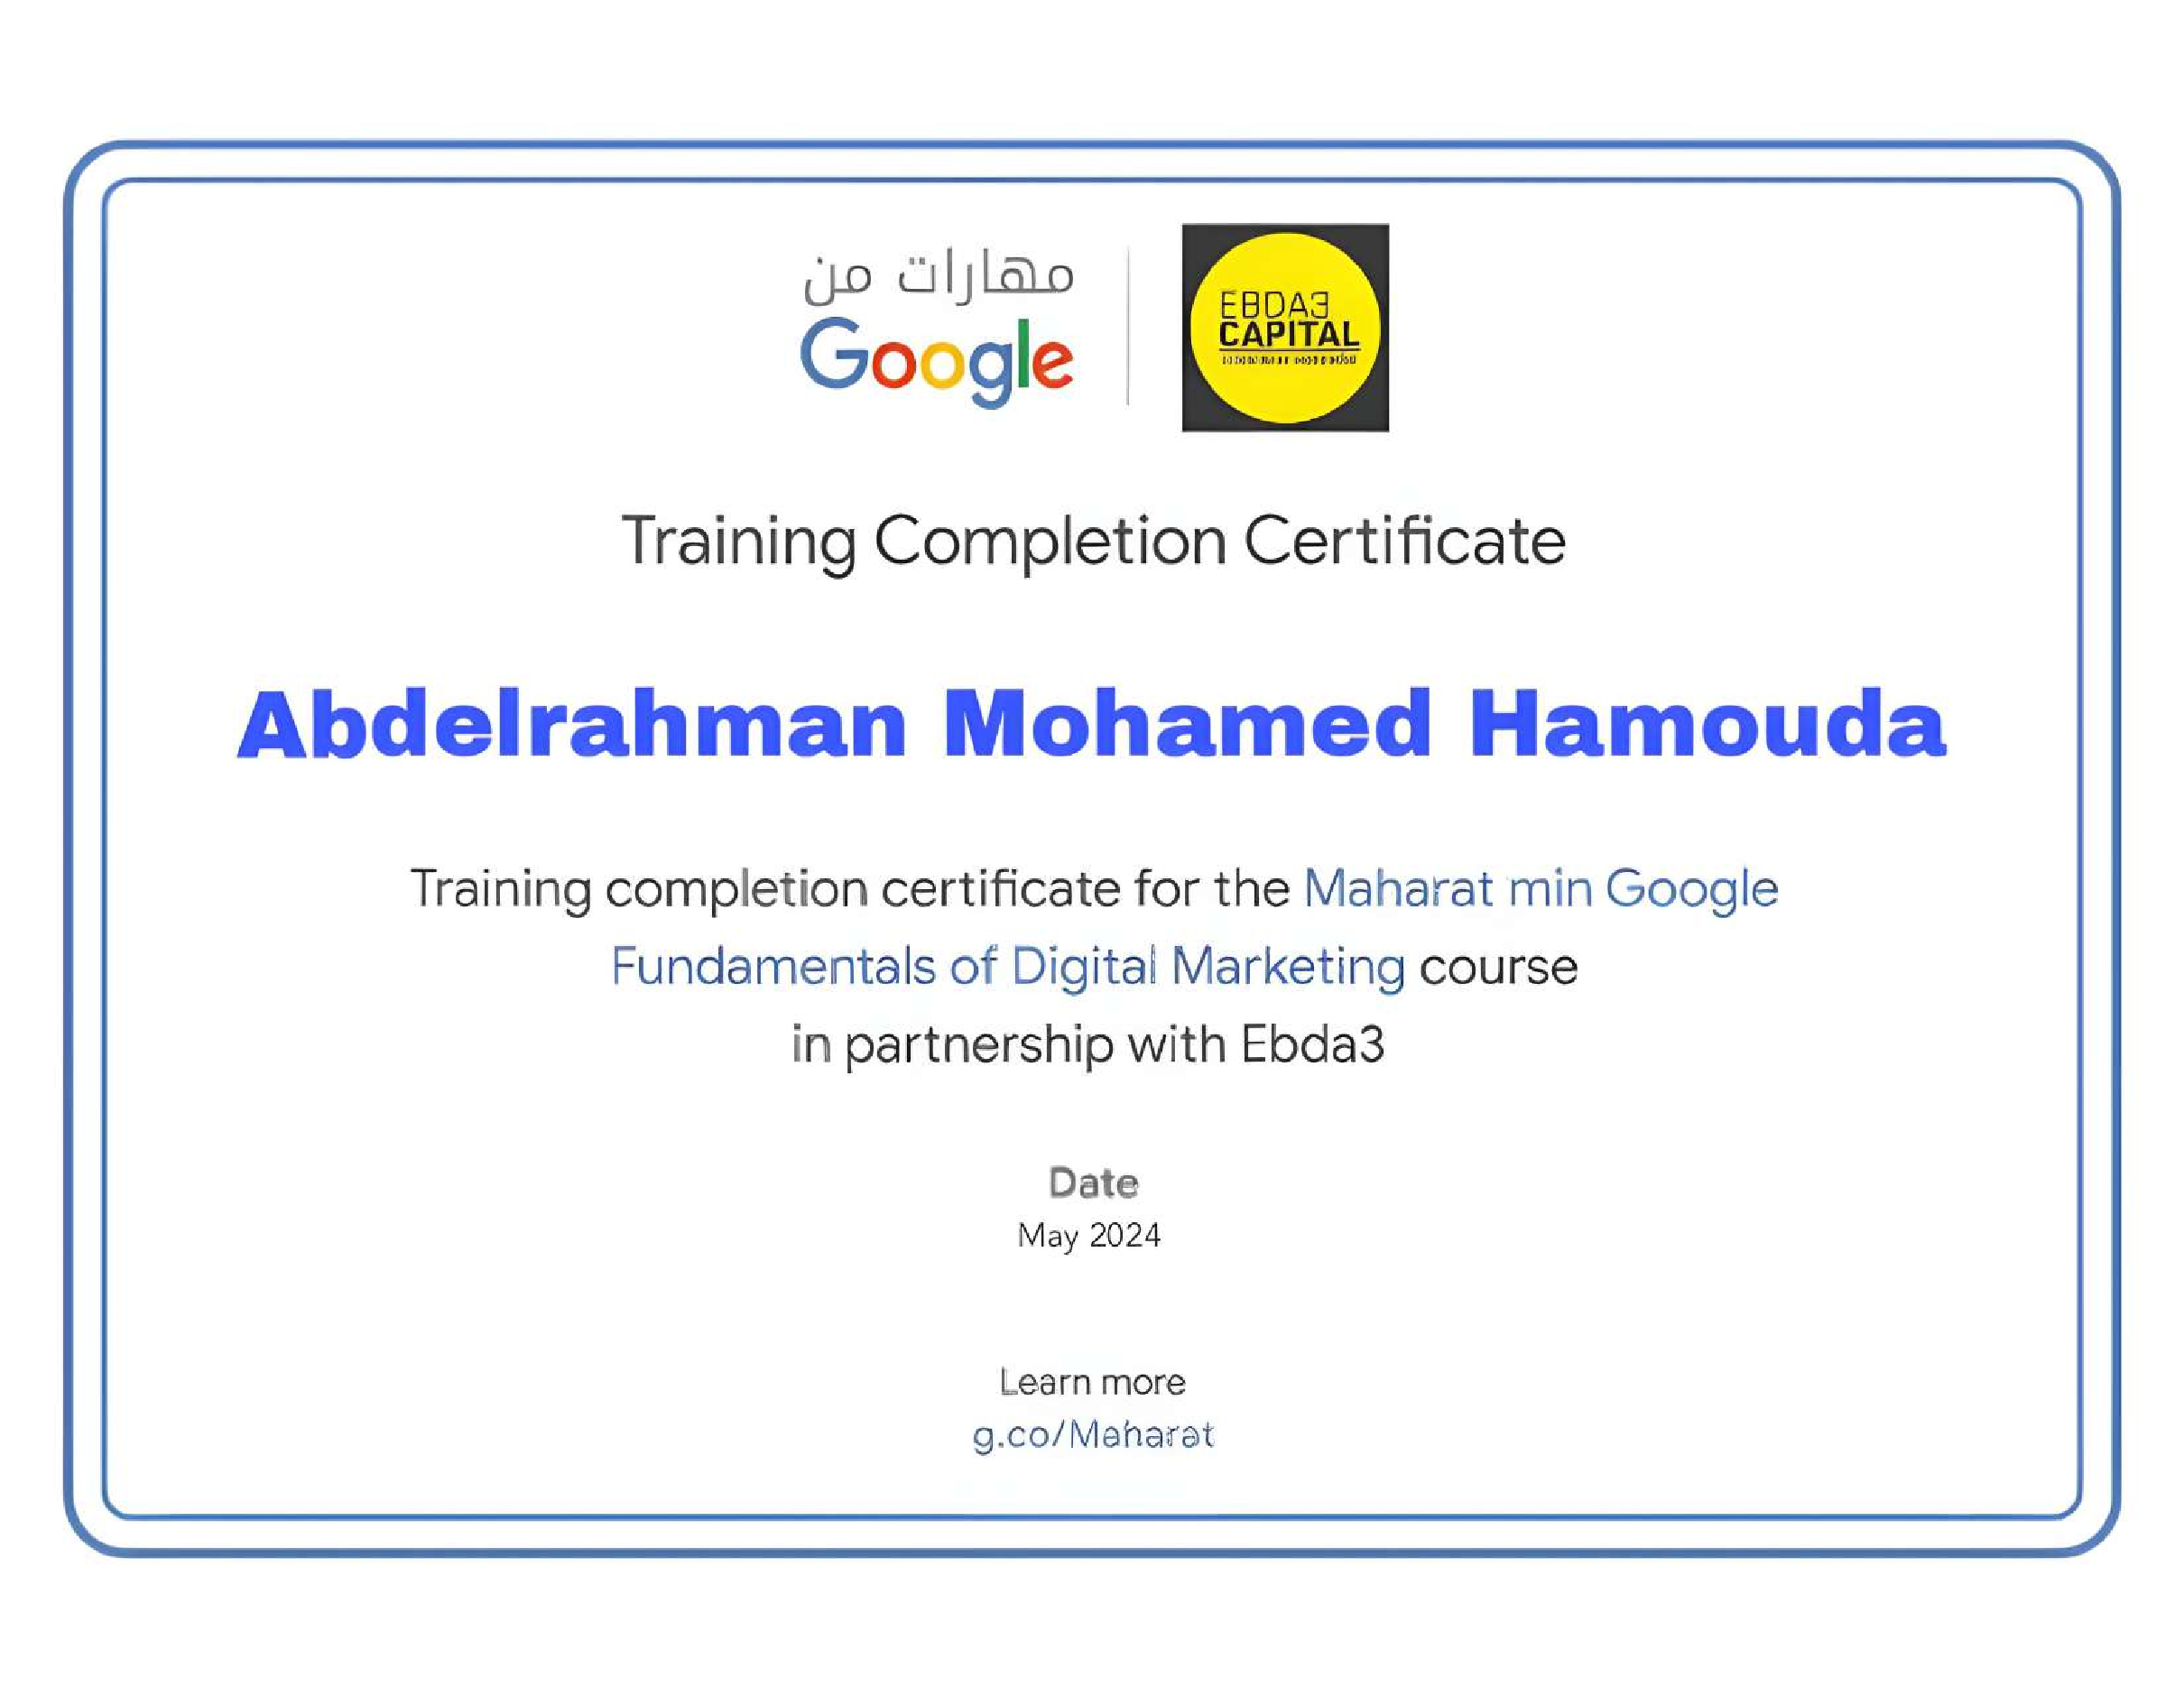 مهارات من
Google
EBDA3
CAPITAL
Training Completion Certificate
Abdelrahman Mohamed Hamouda
Training completion certificate for the Maharat min Google
Fundamentals of Digital Marketing course
in partnership with Ebda3
Date
May 2024
Learn more
g.co/Maharat